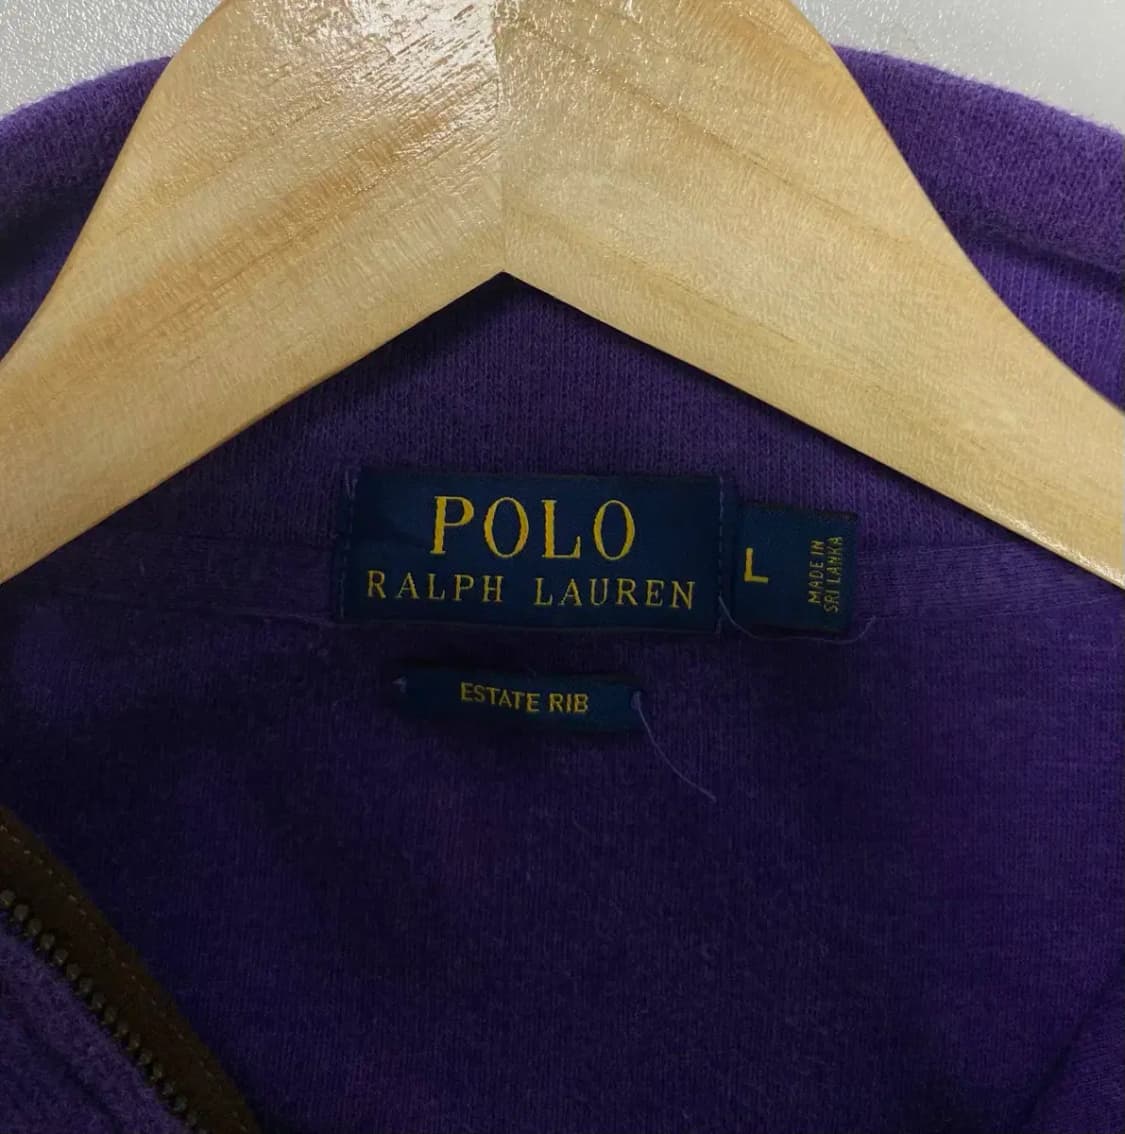 POLO
RALPH LAUREN
L
MADE IN
SRI LANKA
ESTATE RIB